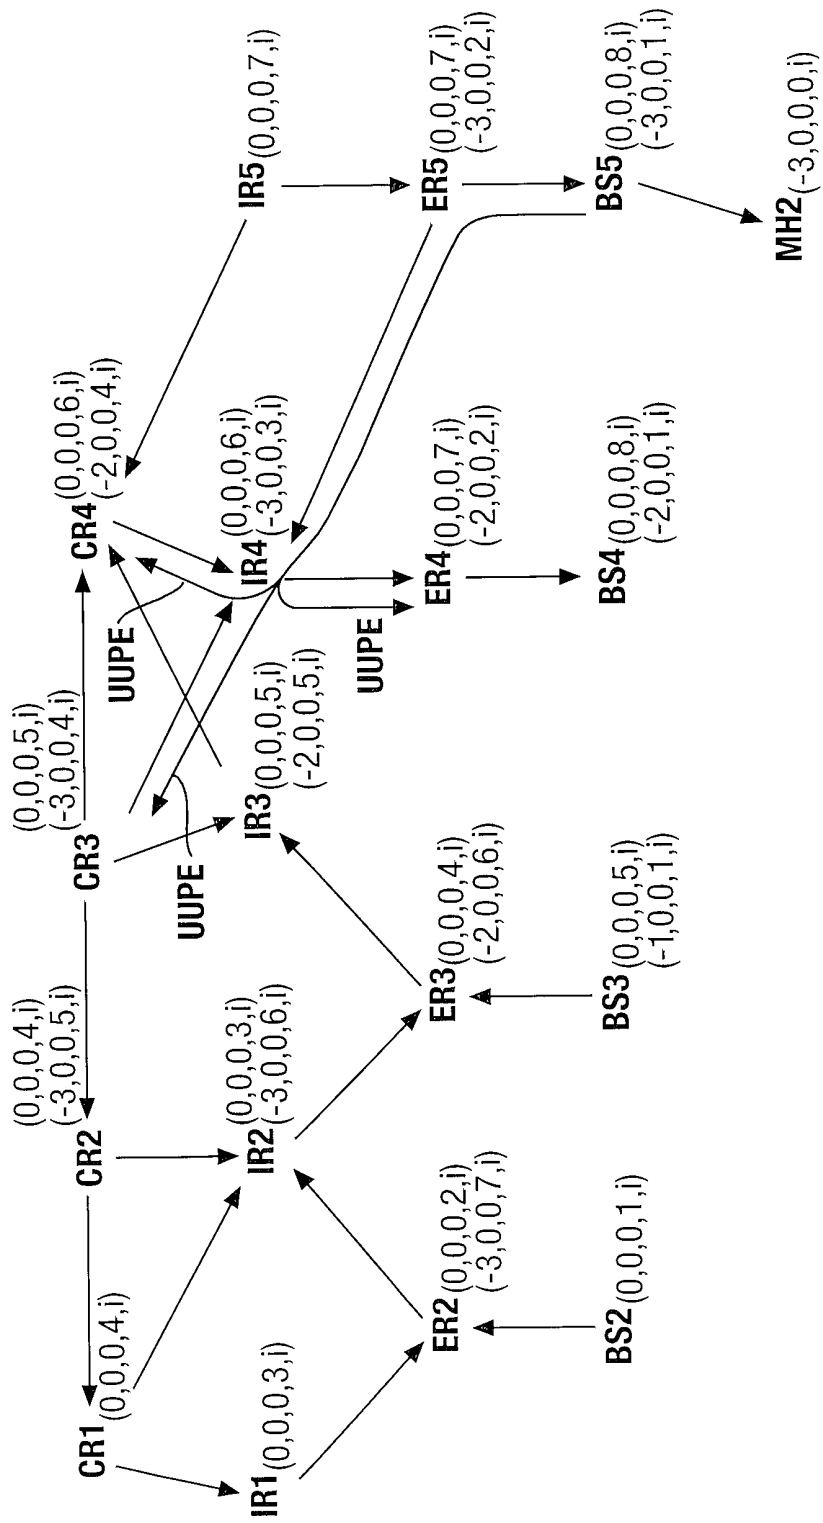 CR1
(0,0,0,4,i)
CR2
(0,0,0,4,i)
(-3,0,0,5,i)
CR3
(0,0,0,5,i)
(-3,0,0,4,i)
CR4
(0,0,0,6,i)
(-2,0,0,4,i)
UUPE
UUPE
IR1
(0,0,0,3,i)
IR2
(0,0,0,3,i)
(-3,0,0,6,i)
IR3
(0,0,0,5,i)
(-2,0,0,5,i)
IR4
(0,0,0,6,i)
(-3,0,0,3,i)
IR5
(0,0,0,7,i)
UUPE
ER2
(0,0,0,2,i)
(-3,0,0,7,i)
ER3
(0,0,0,4,i)
(-2,0,0,6,i)
ER4
(0,0,0,7,i)
(-2,0,0,2,i)
ER5
(0,0,0,7,i)
(-3,0,0,2,i)
BS2
(0,0,0,1,i)
BS3
(0,0,0,5,i)
(-1,0,0,1,i)
BS4
(0,0,0,8,i)
(-2,0,0,1,i)
BS5
(0,0,0,8,i)
(-3,0,0,1,i)
MH2
(-3,0,0,0,i)